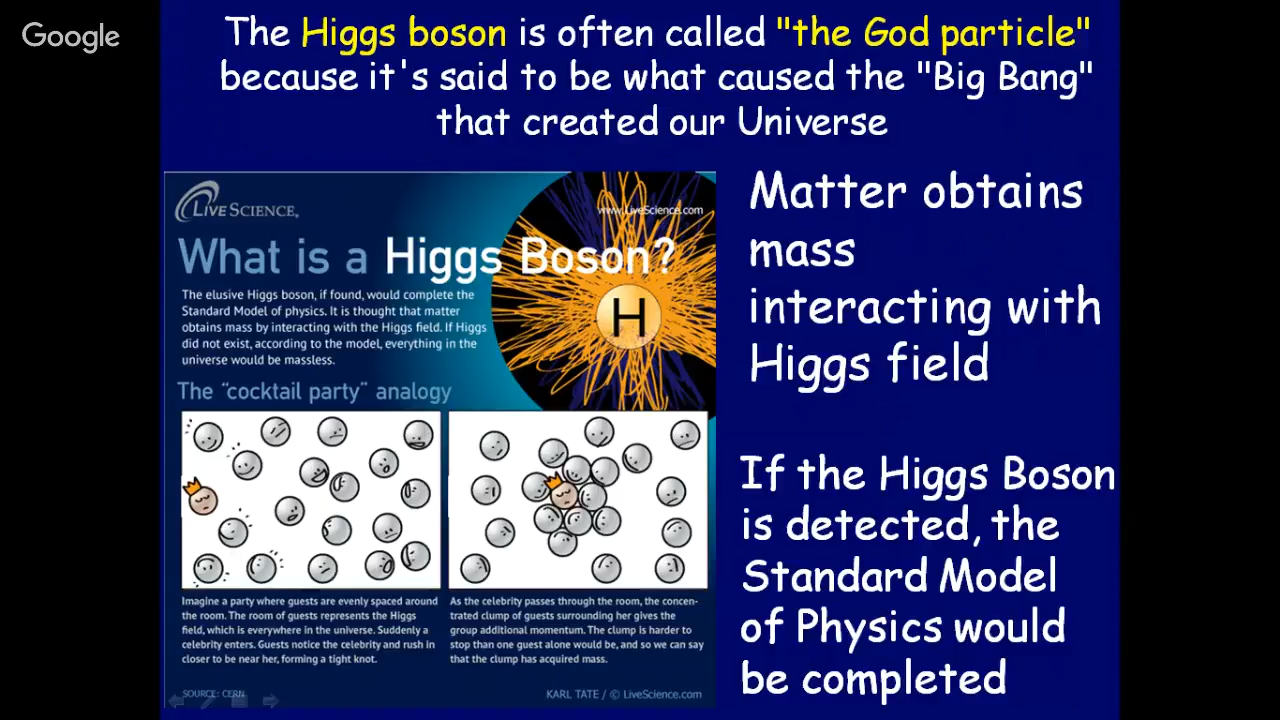 Google
The Higgs boson is often called "the God particle"
because it's said to be what caused the "Big Bang"
that created our Universe
LIVESCIENCE.
www.LiveScience.com
What is a Higgs Boson?
The elusive Higgs boson, if found, would complete the
Standard Model of physics. It is thought that matter
obtains mass by interacting with the Higgs field. If Higgs
did not exist, according to the model, everything in the
universe would be massless.
H
The “cocktail party” analogy
Imagine a party where guests are evenly spaced around
the room. The room of guests represents the Higgs
field, which is everywhere in the universe. Suddenly a
celebrity enters. Guests notice the celebrity and rush in
closer to be near her, forming a tight knot.
As the celebrity passes through the room, the concen-
trated clump of guests surrounding her gives the
group additional momentum. The clump is harder to
stop than one guest alone would be, and so we can say
that the clump has acquired mass.
SOURCE: CERN
KARL TATE / © LiveScience.com
Matter obtains
mass
interacting with
Higgs field
If the Higgs Boson
is detected, the
Standard Model
of Physics would
be completed